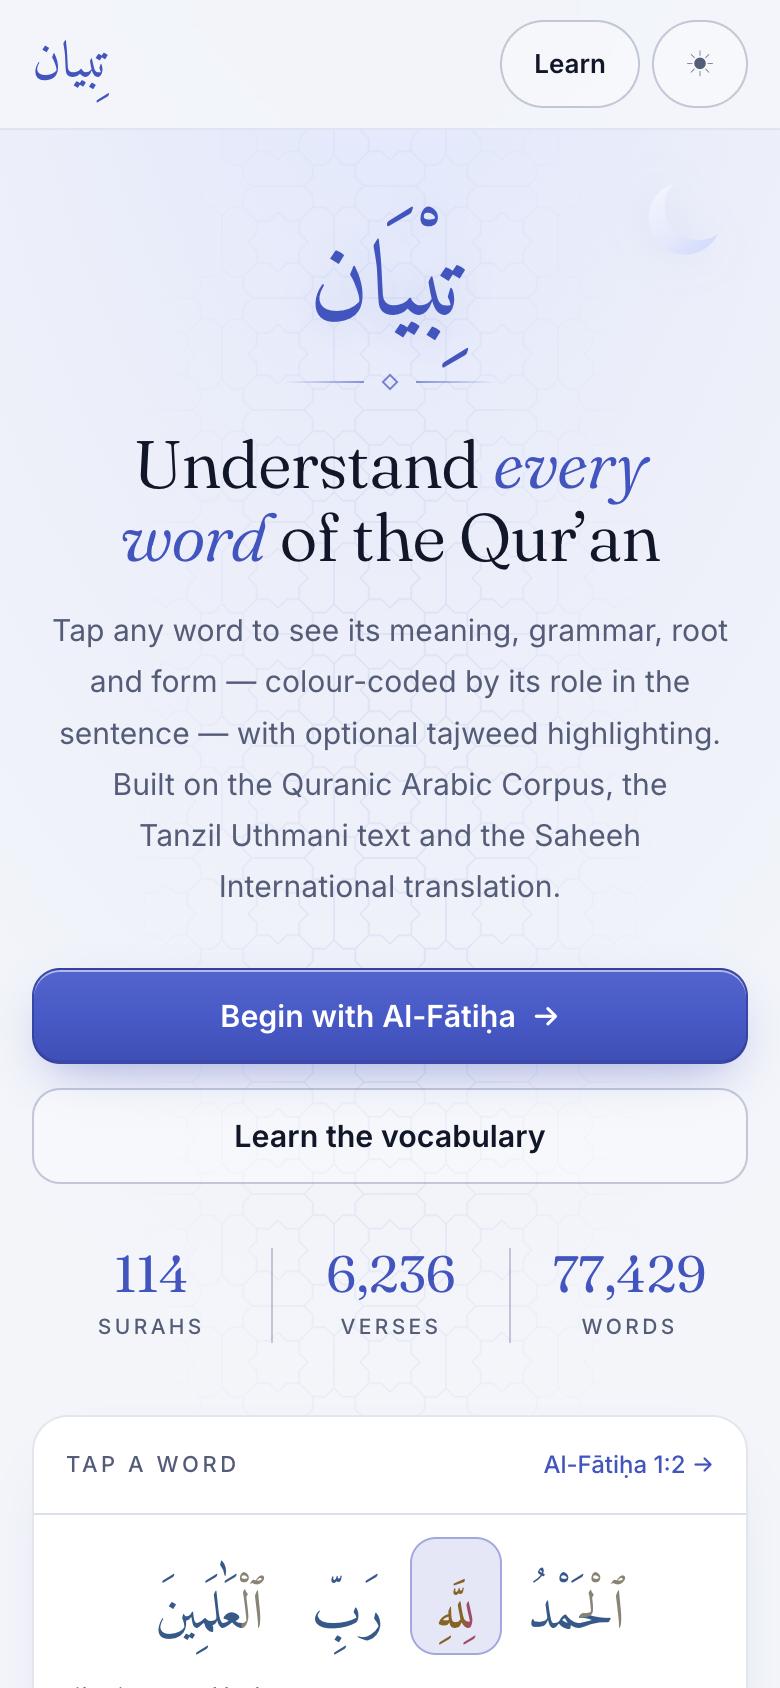 تِبيان
Learn
تِبْيَان
Understand every
word of the Qur’an
Tap any word to see its meaning, grammar, root
and form — colour-coded by its role in the
sentence — with optional tajweed highlighting.
Built on the Quranic Arabic Corpus, the
Tanzil Uthmani text and the Saheeh
International translation.
Begin with Al-Fātiḥa →
Learn the vocabulary
114 6,236 77,429
SURAHS VERSES WORDS
TAP A WORD Al-Fātiḥa 1:2 →
ٱلْحَمْدُ لِلَّهِ رَبِّ ٱلْعَٰلَمِينَ